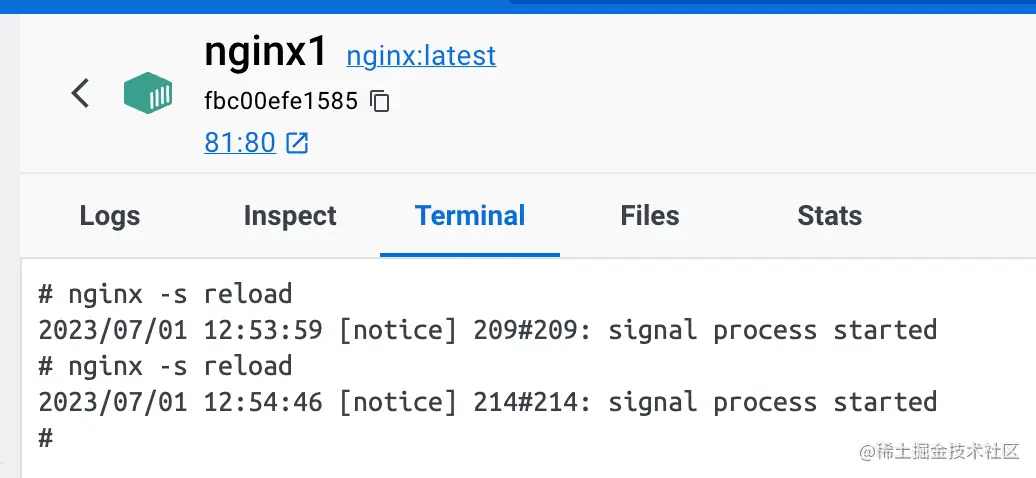 nginx1 nginx:latest
fbc00efe1585
81:80
Logs Inspect Terminal Files Stats
# nginx -s reload
2023/07/01 12:53:59 [notice] 209#209: signal process started
# nginx -s reload
2023/07/01 12:54:46 [notice] 214#214: signal process started
#
@稀土掘金技术社区